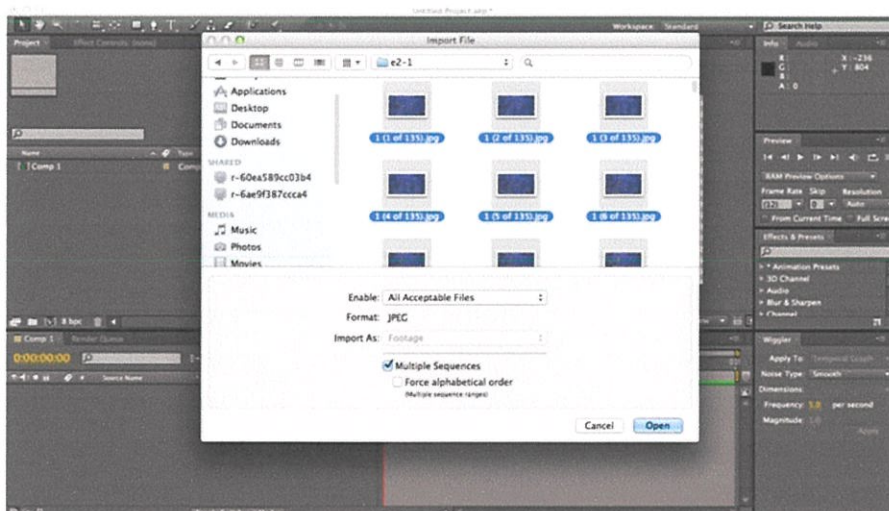 Untitled Project.aep *
Workspace: Standard
Search Help
Project
Effect Controls: (none)
Import File
Info
Audio
R :
G :
B :
A : 0
X : -236
Y : 804
e2-1
Applications
Desktop
Documents
Downloads
SHARED
r-60ea589cc03b4
r-6ae9f387ccca4
MEDIA
Music
Photos
Movies
1 (1 of 135).jpg
1 (2 of 135).jpg
1 (3 of 135).jpg
1 (4 of 135).jpg
1 (5 of 135).jpg
1 (6 of 135).jpg
Name
Type
Comp 1
Preview
RAM Preview Options
Frame Rate Skip Resolution
(12) 0 Auto
From Current Time Full Scre
Effects & Presets
* Animation Presets
3D Channel
Audio
Blur & Sharpen
Channel
Enable: All Acceptable Files
Format: JPEG
Import As: Footage
Multiple Sequences
Force alphabetical order
(Multiple sequence ranges)
Cancel
Open
8 bpc
Comp 1
Render Queue
0:00:00:00
# Source Name
Wiggler
Apply To: Temporal Graph
Noise Type: Smooth
Dimensions:
Frequency: 5.0 per second
Magnitude: 1.0
Apply